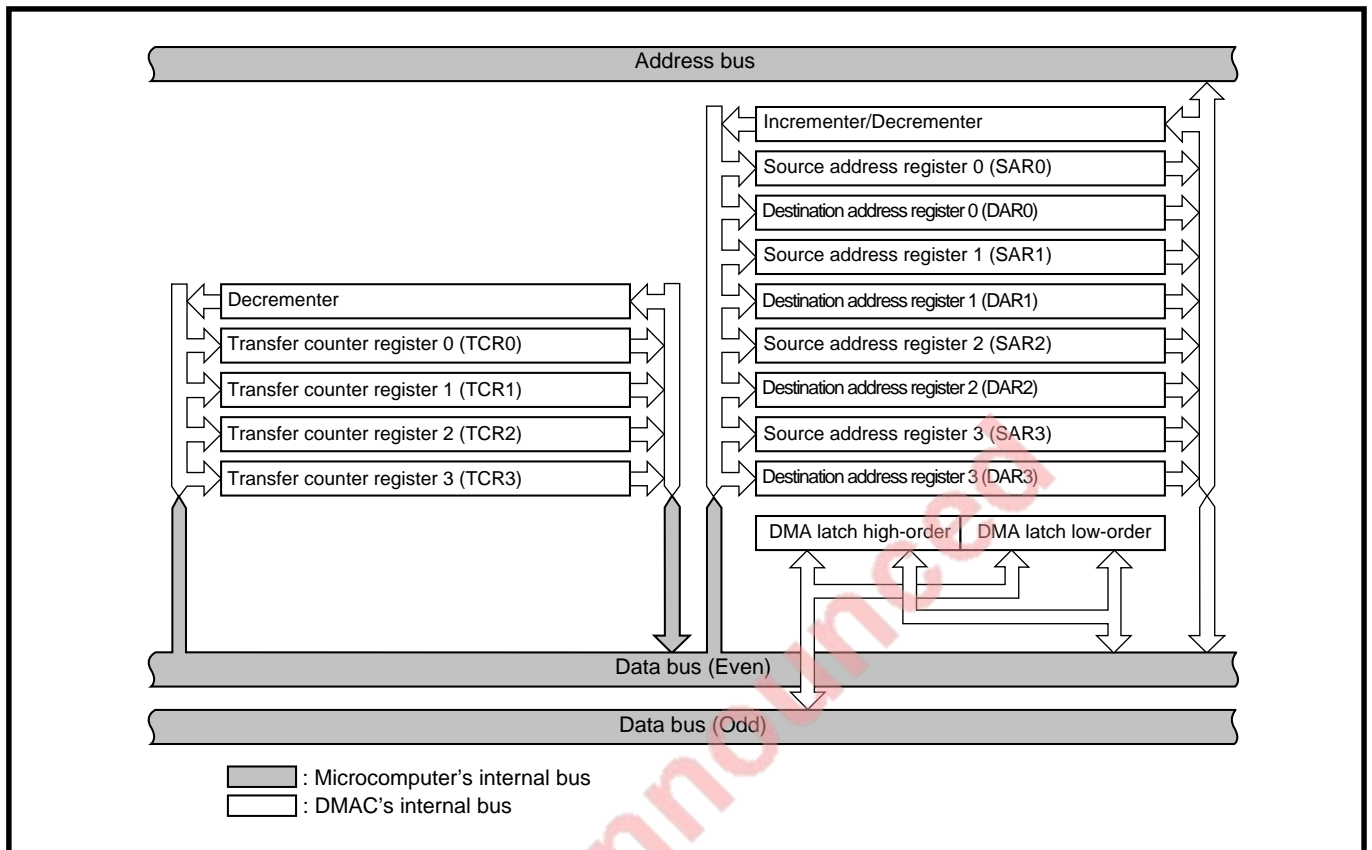 Address bus
Incrementer/Decrementer
Source address register 0 (SAR0)
Destination address register 0 (DAR0)
Source address register 1 (SAR1)
Destination address register 1 (DAR1)
Source address register 2 (SAR2)
Destination address register 2 (DAR2)
Source address register 3 (SAR3)
Destination address register 3 (DAR3)
Decrementer
Transfer counter register 0 (TCR0)
Transfer counter register 1 (TCR1)
Transfer counter register 2 (TCR2)
Transfer counter register 3 (TCR3)
DMA latch high-order
DMA latch low-order
Data bus (Even)
Data bus (Odd)
: Microcomputer's internal bus
: DMAC's internal bus